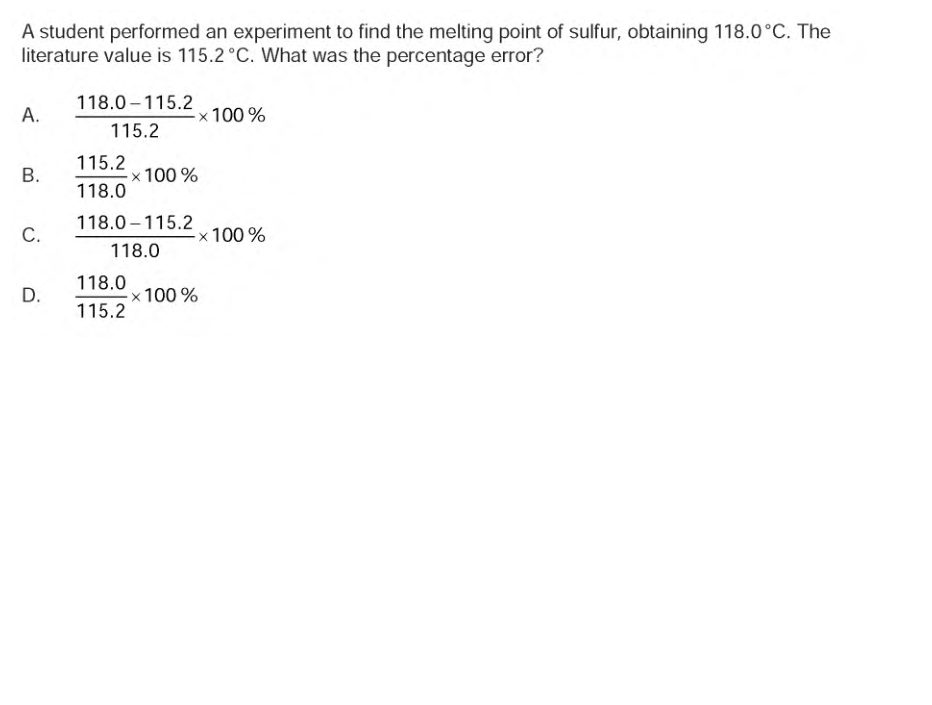 A student performed an experiment to find the melting point of sulfur, obtaining 118.0°C. The
literature value is 115.2°C. What was the percentage error?
A. 118.0 – 115.2 / 115.2 × 100%
B. 115.2 / 118.0 × 100%
C. 118.0 – 115.2 / 118.0 × 100%
D. 118.0 / 115.2 × 100%